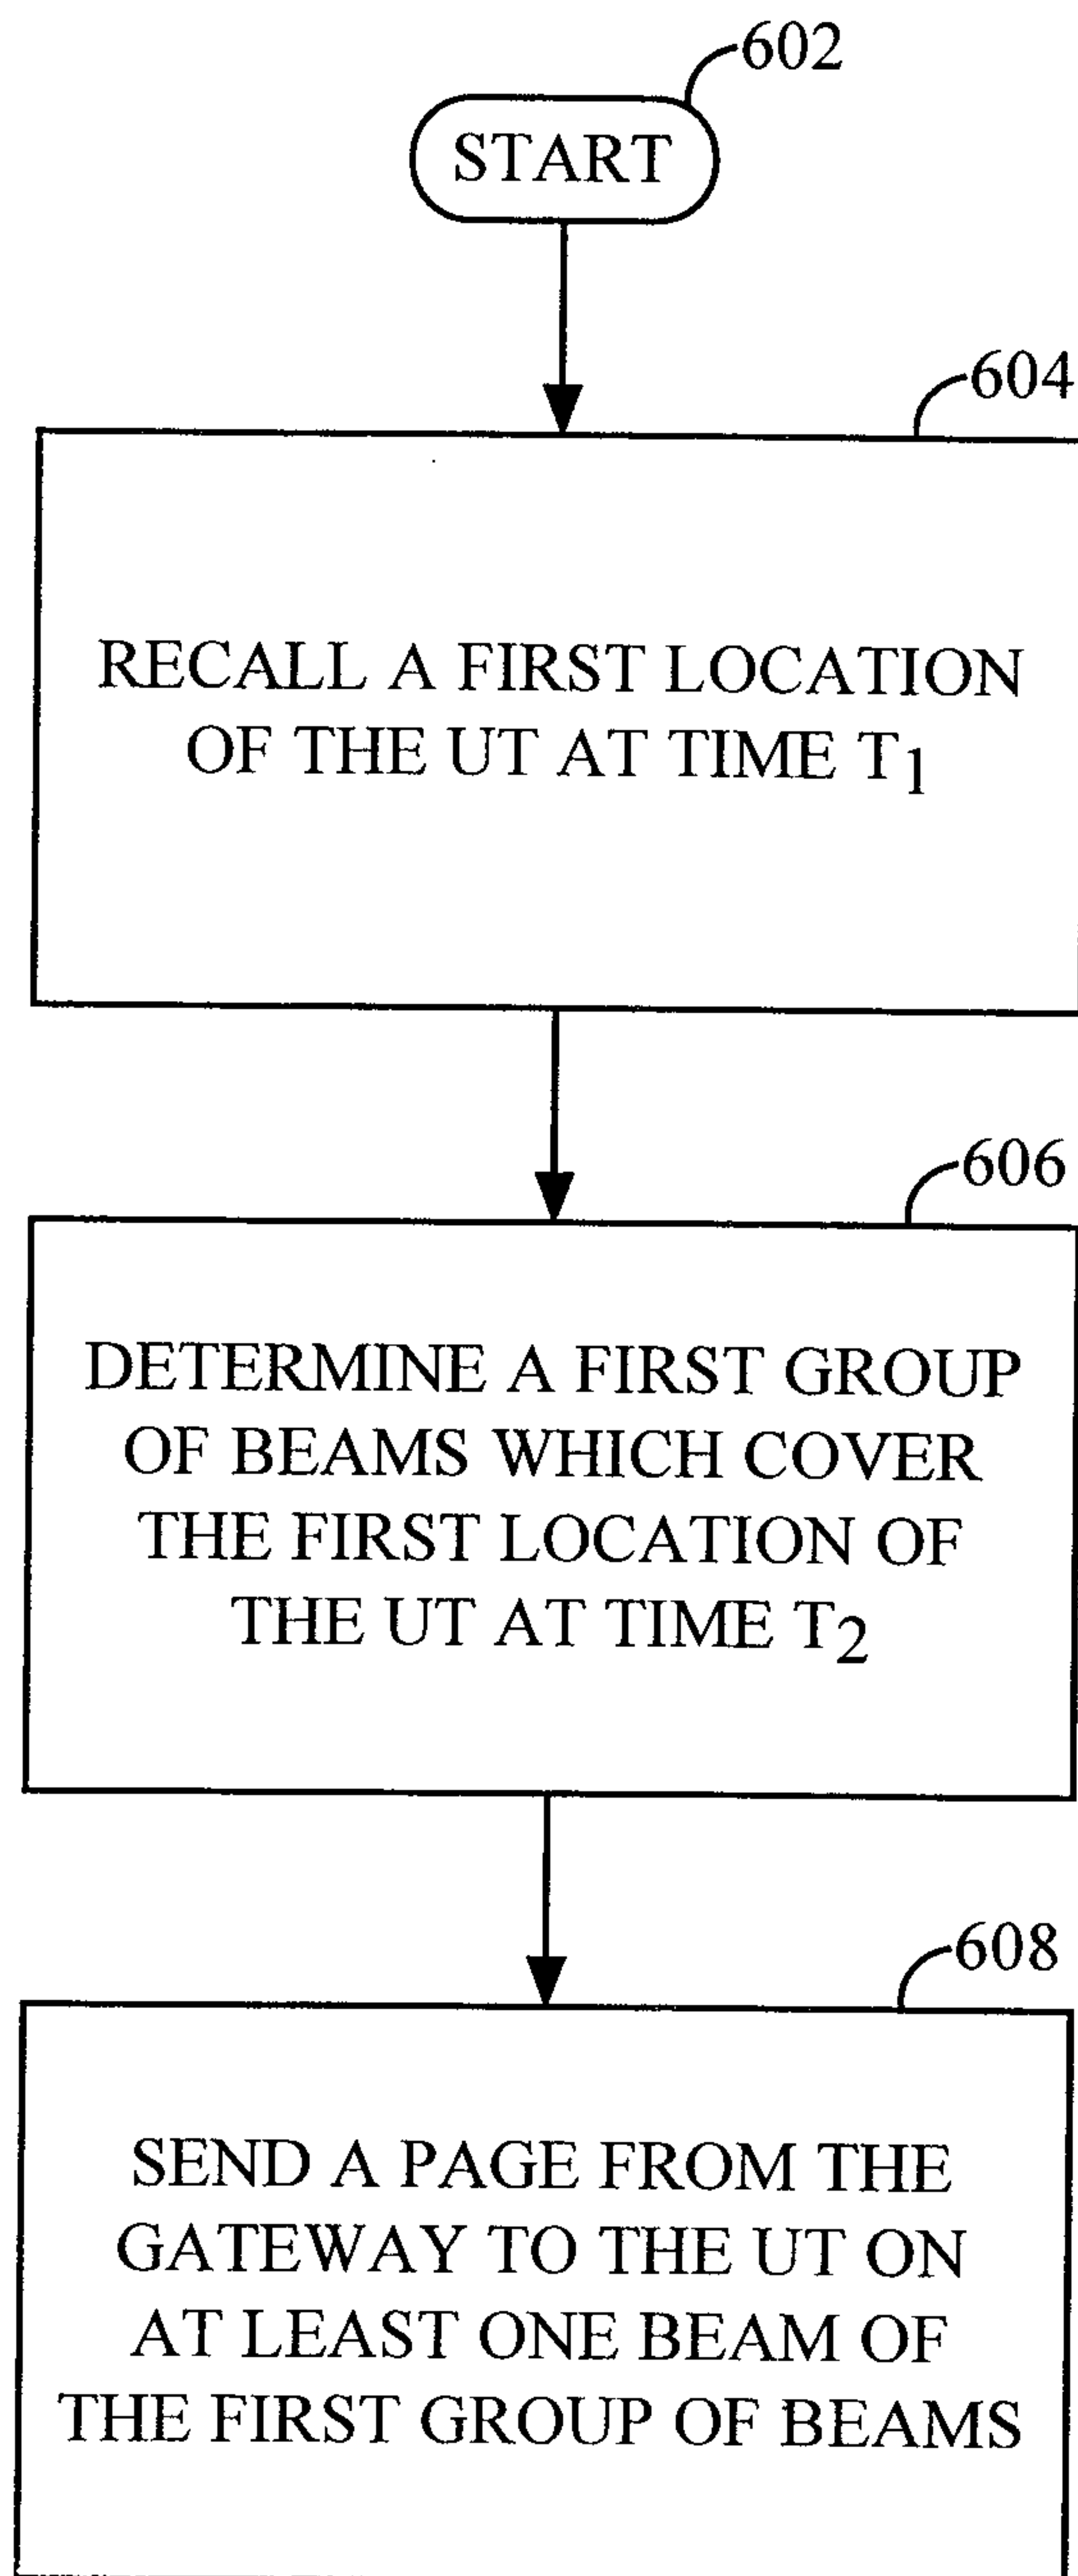 602
START
604
RECALL A FIRST LOCATION
OF THE UT AT TIME T1
606
DETERMINE A FIRST GROUP
OF BEAMS WHICH COVER
THE FIRST LOCATION OF
THE UT AT TIME T2
608
SEND A PAGE FROM THE
GATEWAY TO THE UT ON
AT LEAST ONE BEAM OF
THE FIRST GROUP OF BEAMS